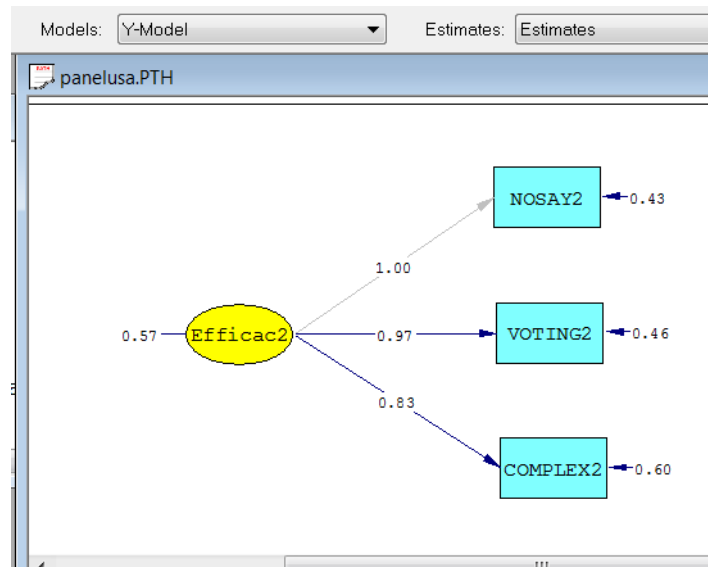 Models: Y-Model Estimates: Estimates
panelusa.PTH
NOSAY2 0.43
1.00
0.57 Efficac2 0.97 VOTING2 0.46
0.83
COMPLEX2 0.60